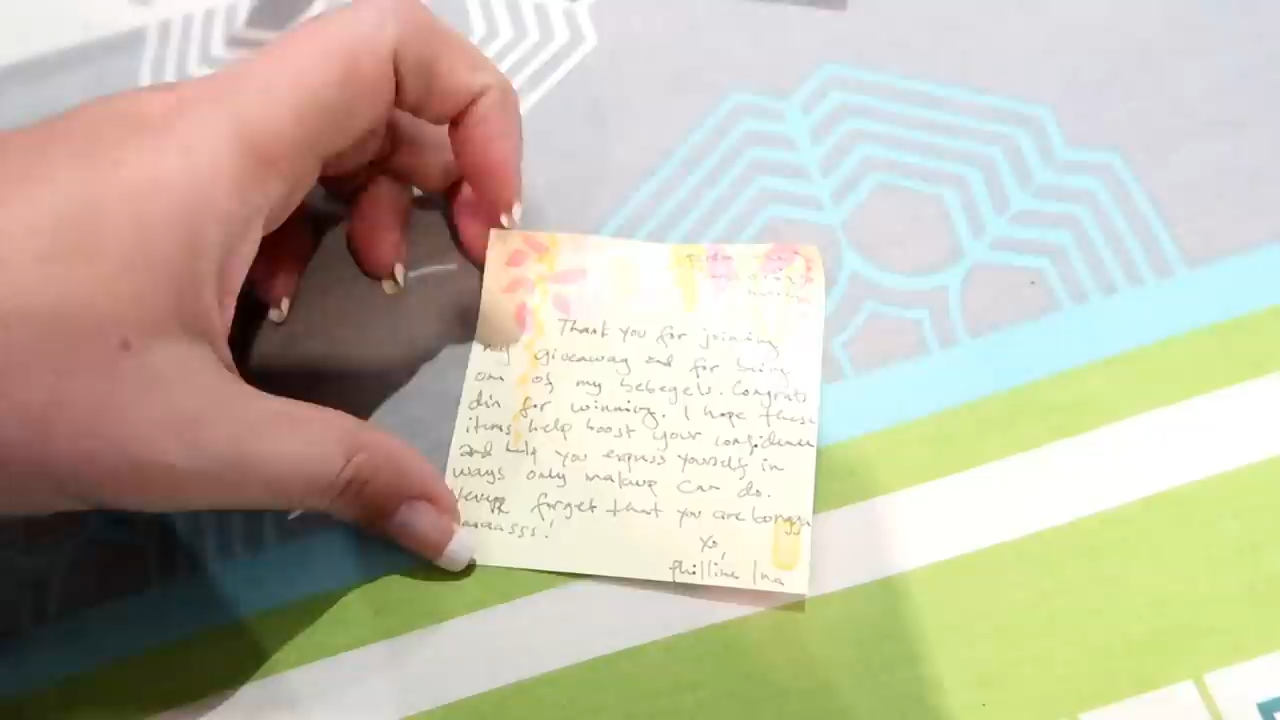 Thank you for joining
my giveaway and for being
one of my bebegels. Congrats
din for winning. I hope these
items help boost your confidence
and help you express yourself in
ways only makeup can do.
Never forget that you are bongga
maasss!
xo,